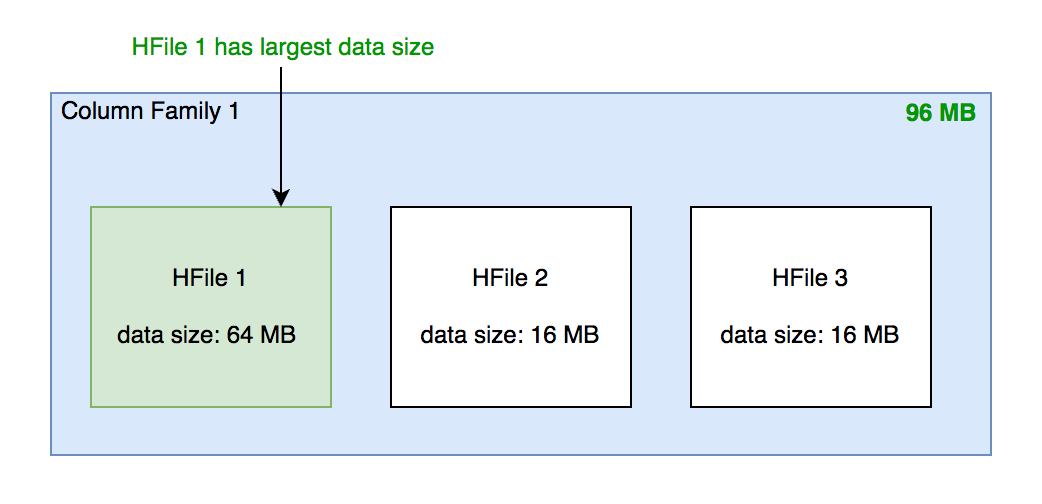 HFile 1 has largest data size
Column Family 1
96 MB
HFile 1
data size: 64 MB
HFile 2
data size: 16 MB
HFile 3
data size: 16 MB